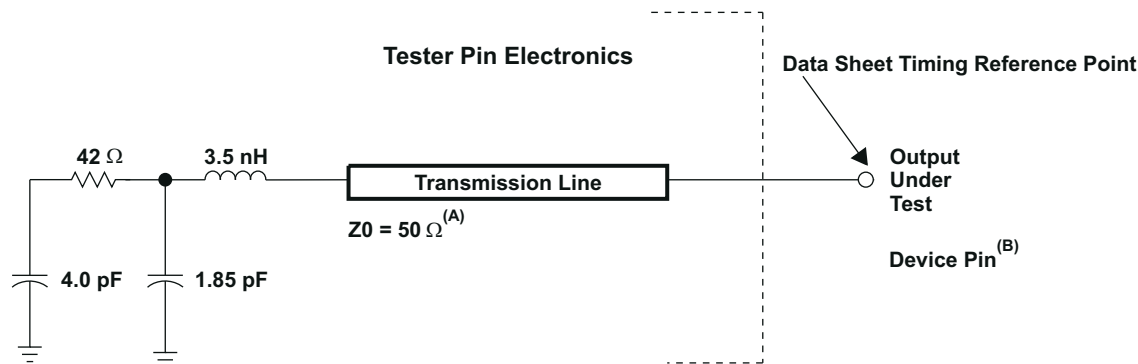 Tester Pin Electronics
Data Sheet Timing Reference Point
42 Ω
3.5 nH
Transmission Line
Output
Under
Test
Z0 = 50 Ω(A)
Device Pin(B)
4.0 pF
1.85 pF